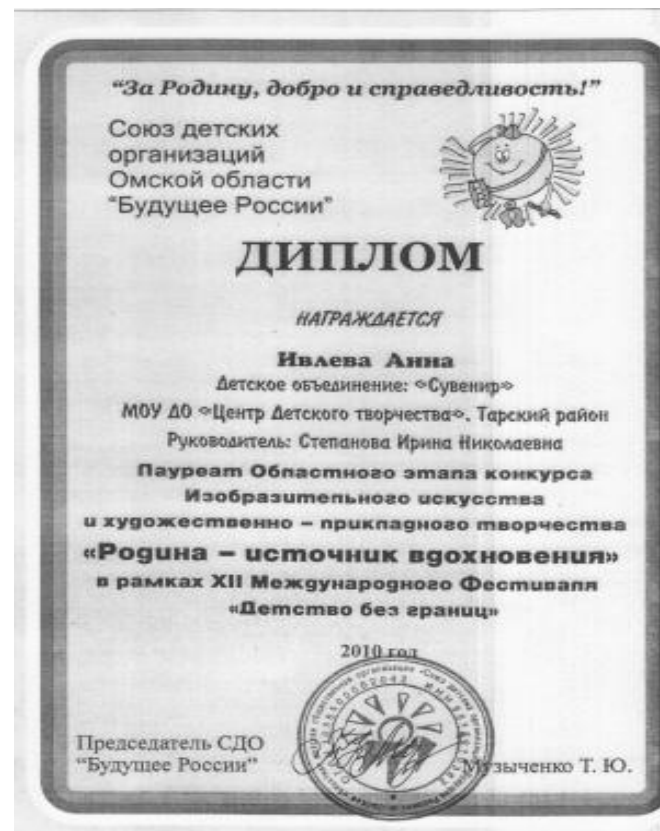 “За Родину, добро и справедливость!”
Союз детских
организаций
Омской области
“Будущее России”
ДИПЛОМ
НАГРАЖДАЕТСЯ
Ивлева Анна
Детское объединение: «Сувенир»
МОУ ДО «Центр Детского творчества». Тарский район
Руководитель: Степанова Ирина Николаевна
Лауреат Областного этапа конкурса
Изобразительного искусства
и художественно – прикладного творчества
«Родина – источник вдохновения»
в рамках XII Международного Фестиваля
«Детство без границ»
2010 год
Председатель СДО
“Будущее России”
Музыченко Т. Ю.